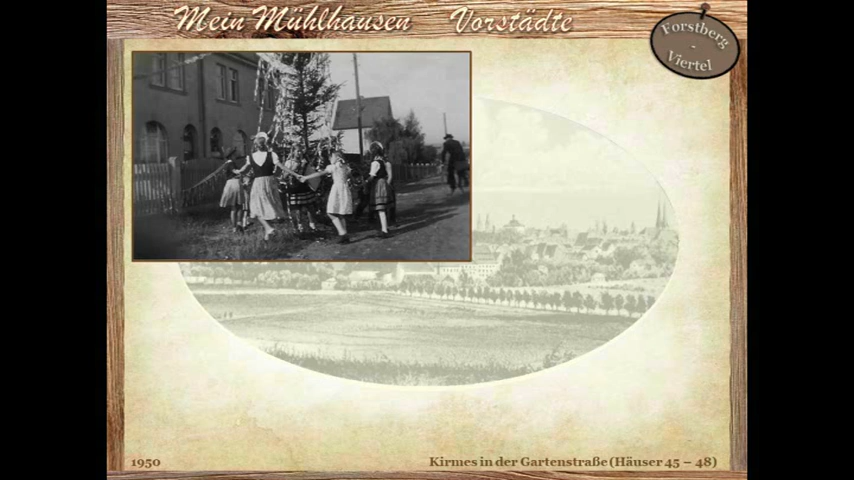 Mein Mühlhausen Vorstädte
Forstberg
-
Viertel
1950
Kirmes in der Gartenstraße (Häuser 45 – 48)